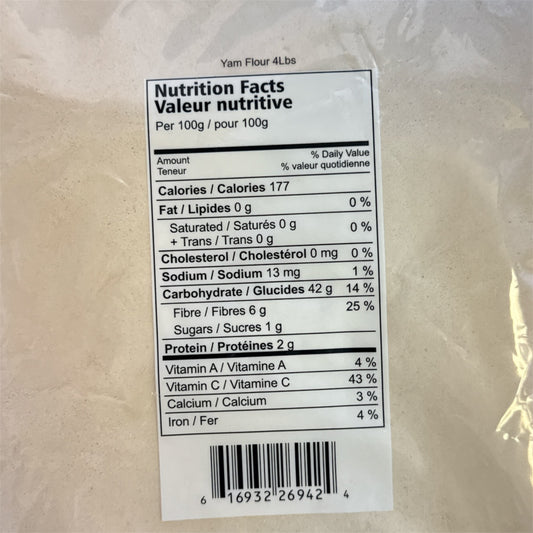 Yam Flour 4Lbs
Nutrition Facts
Valeur nutritive
Per 100g / pour 100g
Amount % Daily Value
Teneur % valeur quotidienne
Calories / Calories 177
Fat / Lipides 0 g 0 %
Saturated / Saturés 0 g 0 %
+ Trans / Trans 0 g
Cholesterol / Cholestérol 0 mg 0 %
Sodium / Sodium 13 mg 1 %
Carbohydrate / Glucides 42 g 14 %
Fibre / Fibres 6 g 25 %
Sugars / Sucres 1 g
Protein / Protéines 2 g
Vitamin A / Vitamine A 4 %
Vitamin C / Vitamine C 43 %
Calcium / Calcium 3 %
Iron / Fer 4 %
6 16932 26942 4